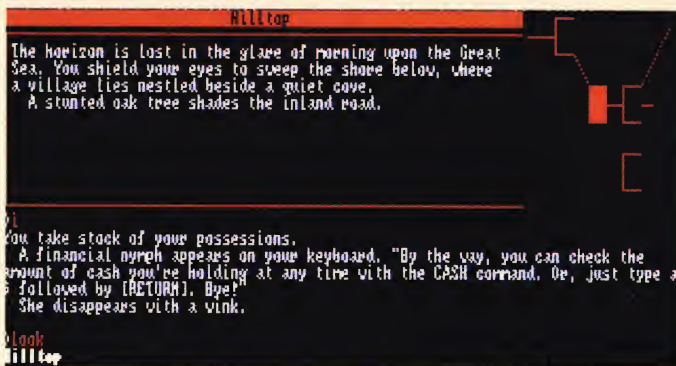 Hilltop
The horizon is lost in the glare of morning upon the Great
Sea. You shield your eyes to sweep the shore below, where
a village lies nestled beside a quiet cove.
A stunted oak tree shades the inland road.
>i
You take stock of your possessions.
A financial nymph appears on your keyboard. "By the way, you can check the
amount of cash you're holding at any time with the CASH command. Or, just type a
$ followed by [RETURN]. Bye!"
She disappears with a wink.
>look
Hilltop